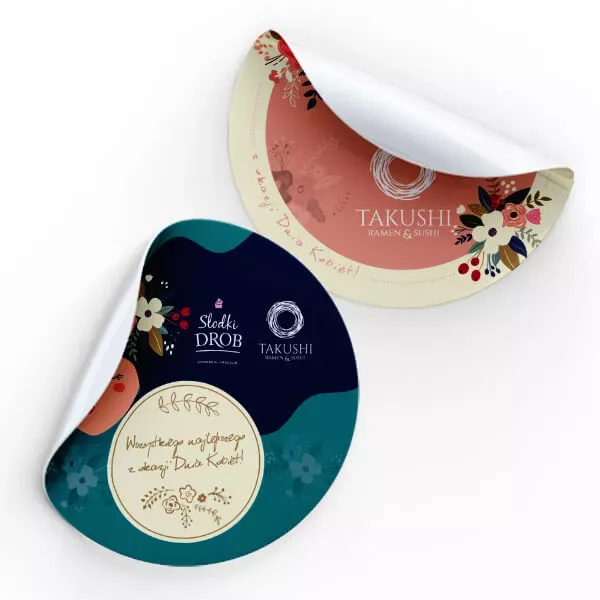 TAKUSHI
RAMEN & SUSHI
z okazji Dnia Kobiet!
Słodki
DROB
TAKUSHI
RAMEN & SUSHI
Wszystkiego najlepszego
z okazji Dnia Kobiet!